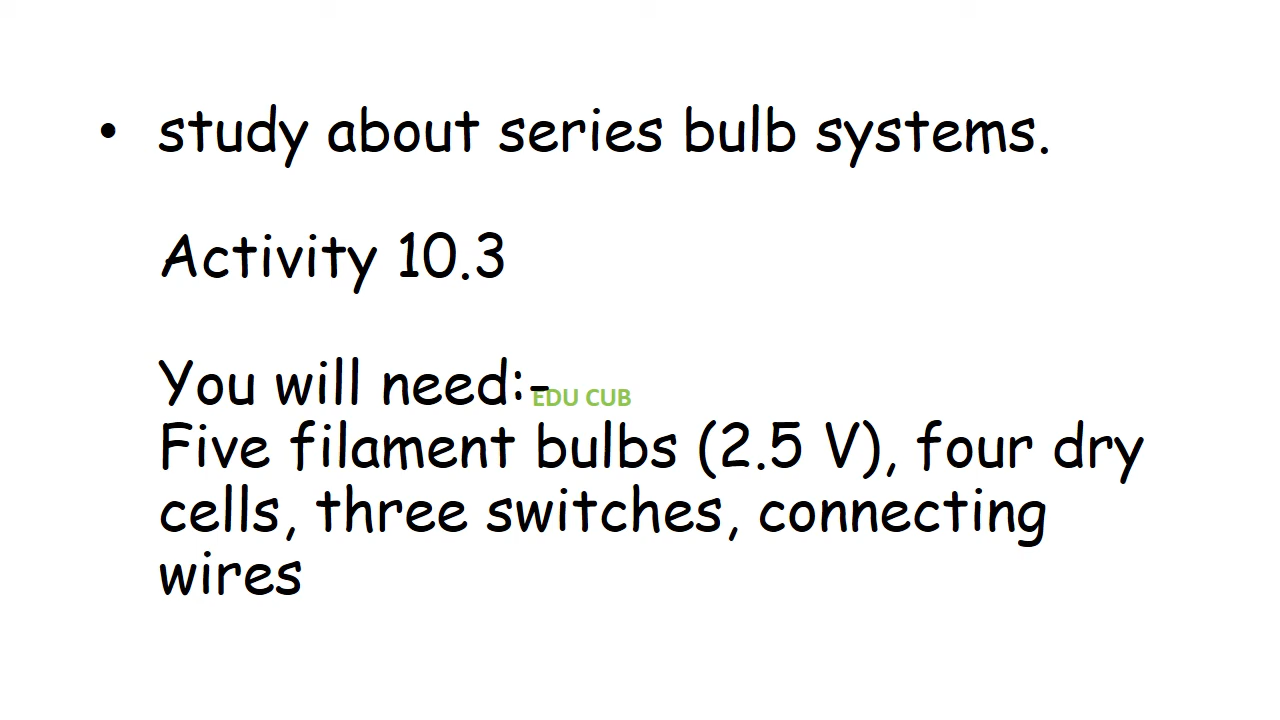 • study about series bulb systems.
Activity 10.3
You will need:-
EDU CUB
Five filament bulbs (2.5 V), four dry
cells, three switches, connecting
wires